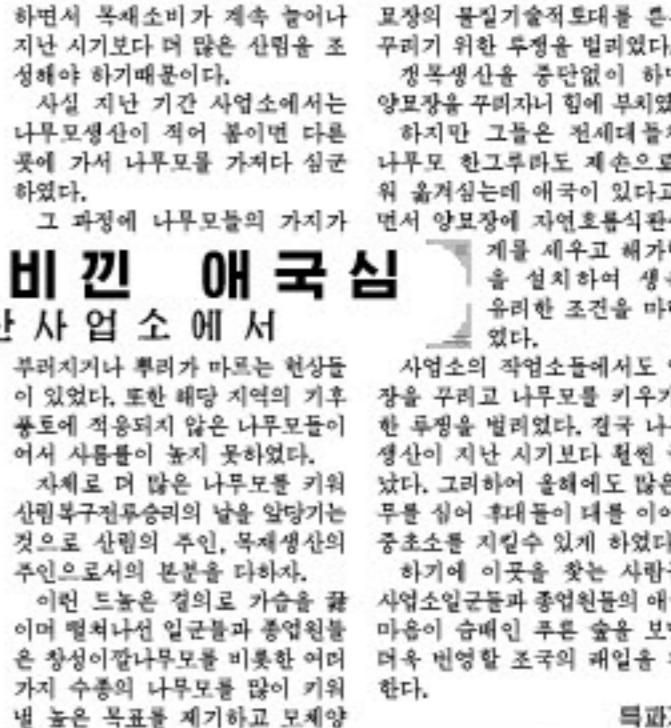 하면서 목재소비가 계속 늘어나
지난 시기보다 더 많은 산림을 조
성해야 하기때문이다.
사실 지난 기간 사업소에서는
나무모생산이 적어 봄이면 다른
곳에 가서 나무모를 가져다 심군
하였다.
그 과정에 나무모들의 가지가
비낀 애국심
사업소에서
부러지거나 뿌리가 마르는 현상들
이 있었다. 또한 해당 지역의 기후
풍토에 적응되지 않은 나무모들이
여서 사름률이 높지 못하였다.
자체로 더 많은 나무모를 키워
산림복구전투승리의 날을 앞당기는
것으로 산림의 주인, 목재생산의
주인으로서의 본분을 다하자.
이런 드높은 결의로 가슴을 끓
이며 떨쳐나선 일군들과 종업원들
은 창성이깔나무모를 비롯한 여러
가지 수종의 나무모를 많이 키워
낼 높은 목표를 제기하고 모체양
묘장의 물질기술적토대를 튼
꾸리기 위한 투쟁을 벌리였다
갱목생산을 중단없이 하
양묘장을 꾸리자니 힘에 부치였
하지만 그들은 전세대들
나무모 한그루라도 제손으로
워 옮겨심는데 애국이 있다고
면서 양묘장에 자연흐름식관
계를 세우고 해가
을 설치하여 생
유리한 조건을 마
였다.
사업소의 작업소들에서도
장을 꾸리고 나무모를 키우기
한 투쟁을 벌리였다. 결국 나
생산이 지난 시기보다 훨씬
났다. 그리하여 올해에도 많은
무를 심어 후대들이 대를 이어
중초소를 지킬수 있게 하였다
하기에 이곳을 찾는 사람
사업소일군들과 종업원들의 애
마음이 슴배인 푸른 숲을 보
더욱 번영할 조국의 래일을
한다.
특파